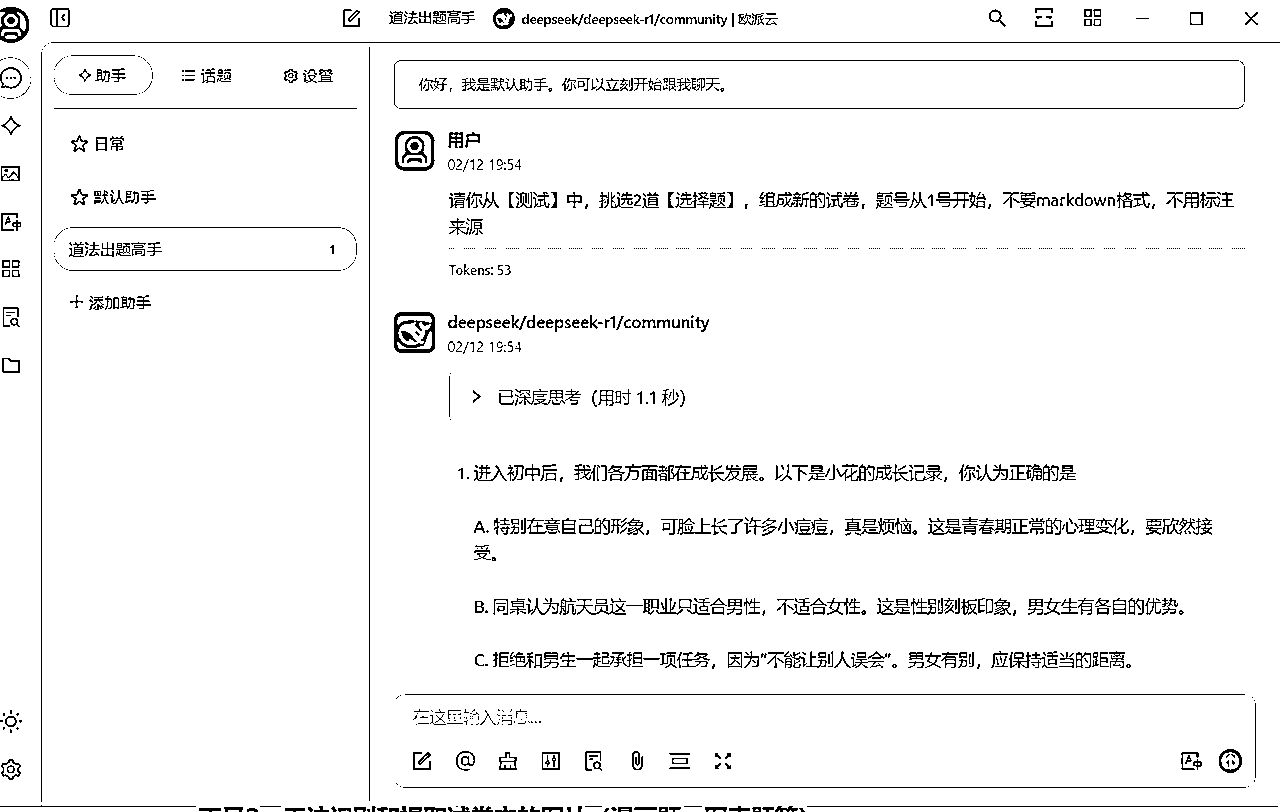 道法出题高手 deepseek/deepseek-r1/community | 欧派云
助手 话题 设置
日常
默认助手
道法出题高手 1
添加助手
你好，我是默认助手。你可以立刻开始跟我聊天。
用户
02/12 19:54
请你从【测试】中，挑选2道【选择题】，组成新的试卷，题号从1号开始，不要markdown格式，不用标注
来源
Tokens: 53
deepseek/deepseek-r1/community
02/12 19:54
已深度思考（用时 1.1 秒）
1. 进入初中后，我们各方面都在成长发展。以下是小花的成长记录，你认为正确的是
A. 特别在意自己的形象，可脸上长了许多小痘痘，真是烦恼。这是青春期正常的心理变化，要欣然接
受。
B. 同桌认为航天员这一职业只适合男性，不适合女性。这是性别刻板印象，男女生有各自的优势。
C. 拒绝和男生一起承担一项任务，因为"不能让别人误会"。男女有别，应保持适当的距离。
在这里输入消息...